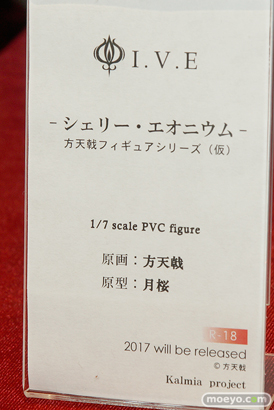 I.V.E
- シェリー・エオニウム -
方天戟フィギュアシリーズ（仮）
1/7 scale PVC figure
原画：方天戟
原型：月桜
R-18
2017 will be released
© 方天戟
Kalmia project
moeyo.com